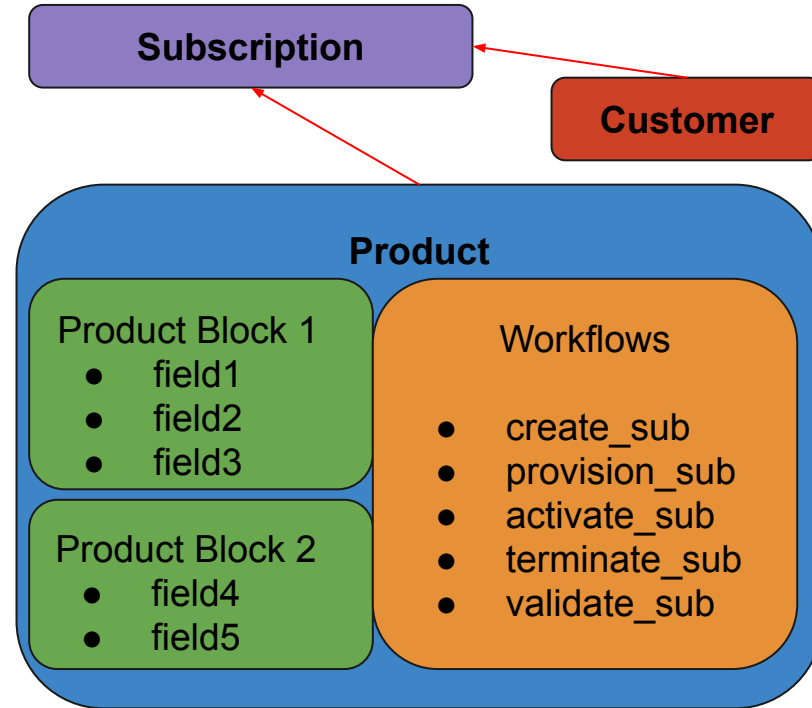 Subscription
Customer
Product
Product Block 1
● field1
● field2
● field3
Product Block 2
● field4
● field5
Workflows
● create_sub
● provision_sub
● activate_sub
● terminate_sub
● validate_sub